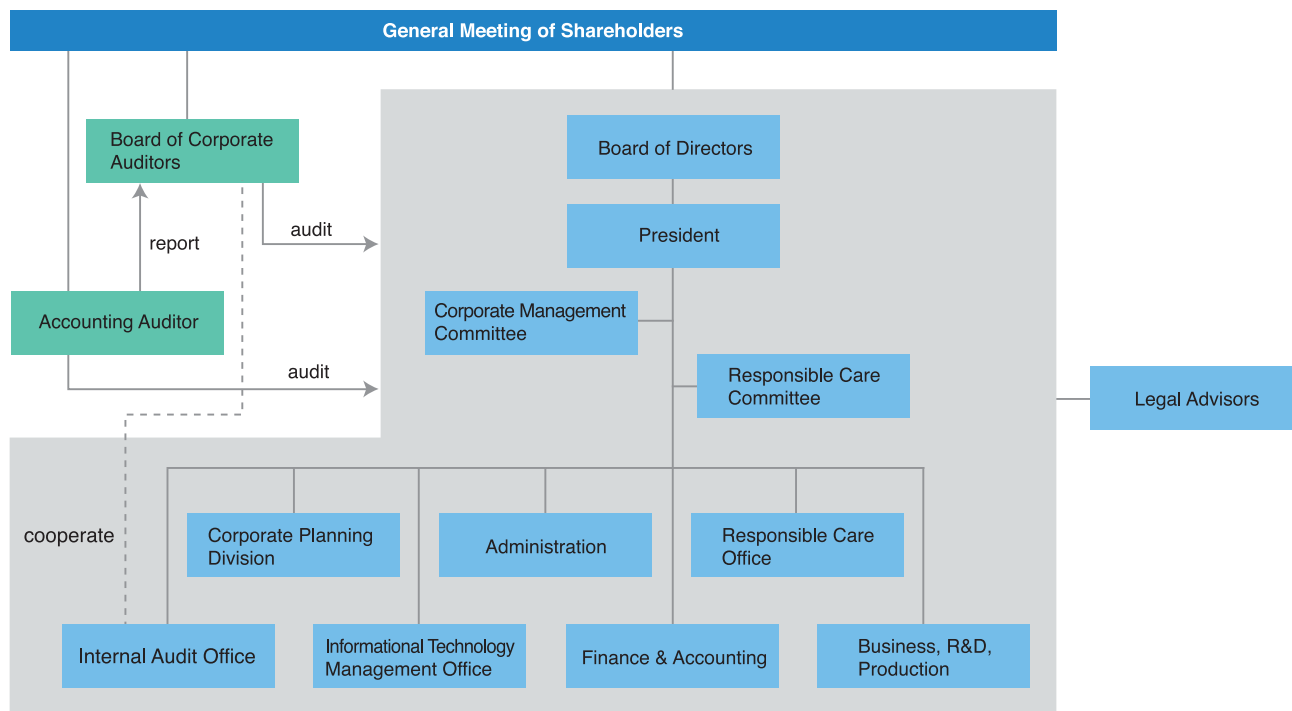 General Meeting of Shareholders
Board of Corporate
Auditors
Board of Directors
audit
report
President
Accounting Auditor
Corporate Management
Committee
audit
Responsible Care
Committee
Legal Advisors
cooperate
Corporate Planning
Division
Administration
Responsible Care
Office
Internal Audit Office
Informational Technology
Management Office
Finance & Accounting
Business, R&D,
Production